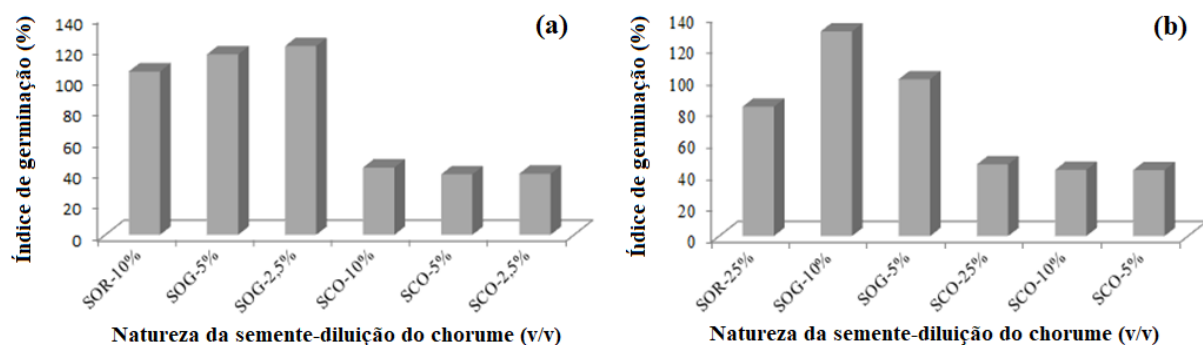 (a)
Índice de germinação (%)
140
120
100
80
60
40
20
0
SOR-10%
SOG-5%
SOG-2,5%
SCO-10%
SCO-5%
SCO-2,5%
Natureza da semente-diluição do chorume (v/v)
(b)
Índice de germinação (%)
140
120
100
80
60
40
20
0
SOR-25%
SOG-10%
SOG-5%
SCO-25%
SCO-10%
SCO-5%
Natureza da semente-diluição do chorume (v/v)